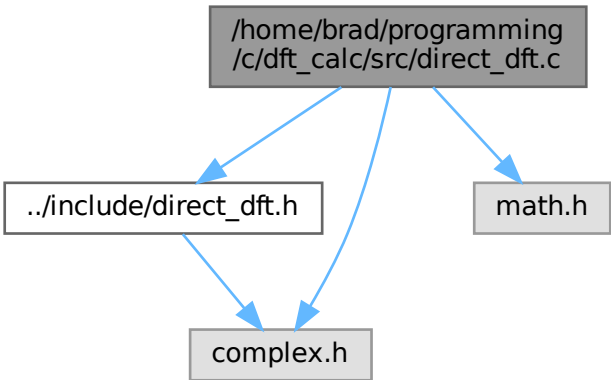 /home/brad/programming
/c/dft_calc/src/direct_dft.c
../include/direct_dft.h
math.h
complex.h